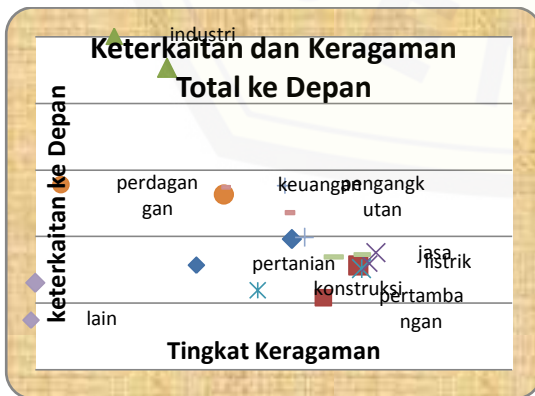 industri
Keterkaitan dan Keragaman
Total ke Depan
keterkaitan ke Depan
perdagan
gan
keuangan
pengangk
utan
pertanian
jasa
listrik
konstruksi
pertamba
ngan
lain
Tingkat Keragaman